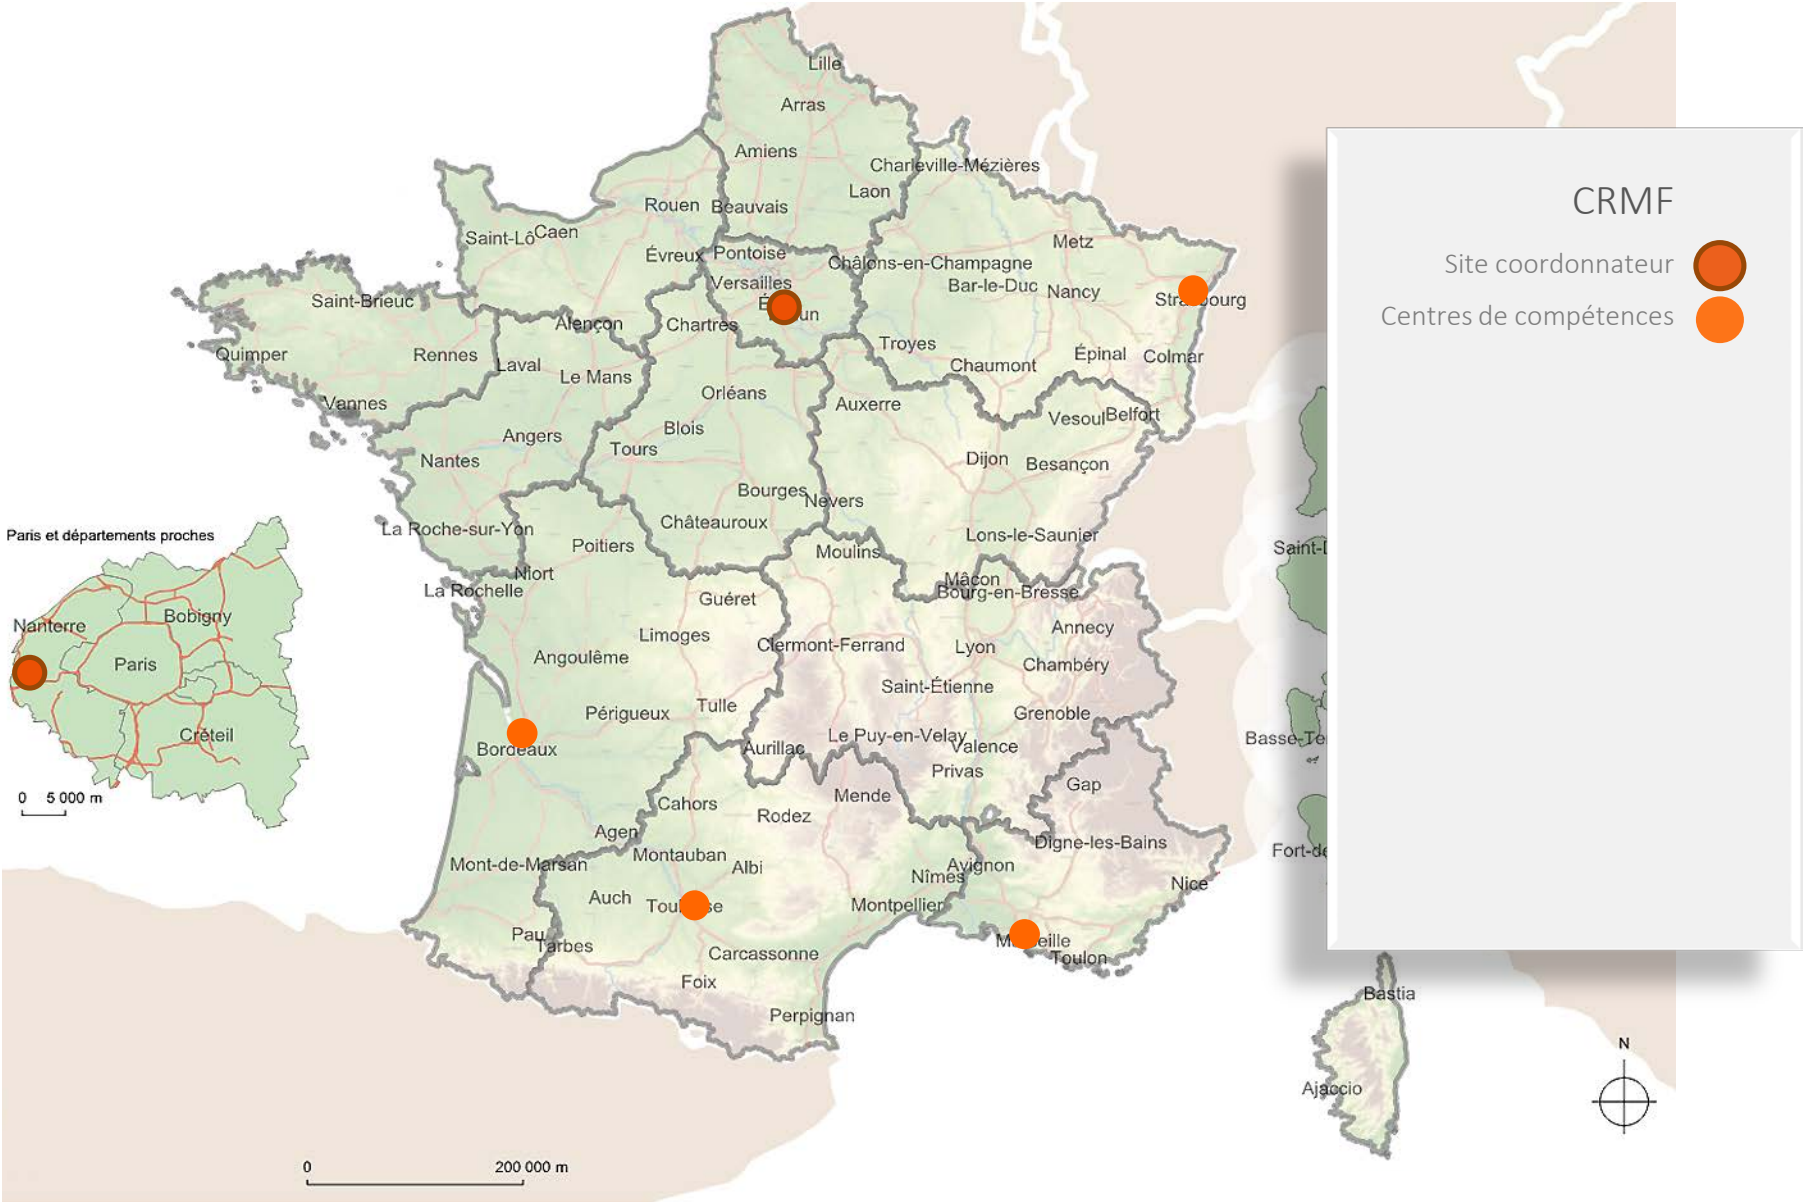 Lille
Arras
Amiens
Charleville-Mézières
Laon
Rouen
Beauvais
Saint-Lô
Caen
Metz
Évreux
Pontoise
Châlons-en-Champagne
Versailles
Bar-le-Duc
Nancy
Strasbourg
Saint-Brieuc
Alençon
Chartres
Troyes
Quimper
Rennes
Laval
Le Mans
Chaumont
Épinal
Colmar
Orléans
Auxerre
Vannes
Vesoul
Belfort
Blois
Angers
Tours
Nantes
Dijon
Besançon
Bourges
Nevers
La Roche-sur-Yon
Châteauroux
Lons-le-Saunier
Poitiers
Moulins
Niort
Mâcon
La Rochelle
Bourg-en-Bresse
Guéret
Annecy
Limoges
Clermont-Ferrand
Lyon
Angoulême
Chambéry
Saint-Étienne
Tulle
Périgueux
Grenoble
Le Puy-en-Velay
Bordeaux
Aurillac
Valence
Privas
Gap
Mende
Cahors
Rodez
Agen
Digne-les-Bains
Montauban
Mont-de-Marsan
Albi
Avignon
Nîmes
Nice
Auch
Toulouse
Montpellier
Pau
Tarbes
Marseille
Carcassonne
Toulon
Foix
Perpignan
Bastia
Ajaccio
Paris et départements proches
Nanterre
Bobigny
Paris
Créteil
0 5 000 m
0 200 000 m
N
CRMF
Site coordonnateur
Centres de compétences